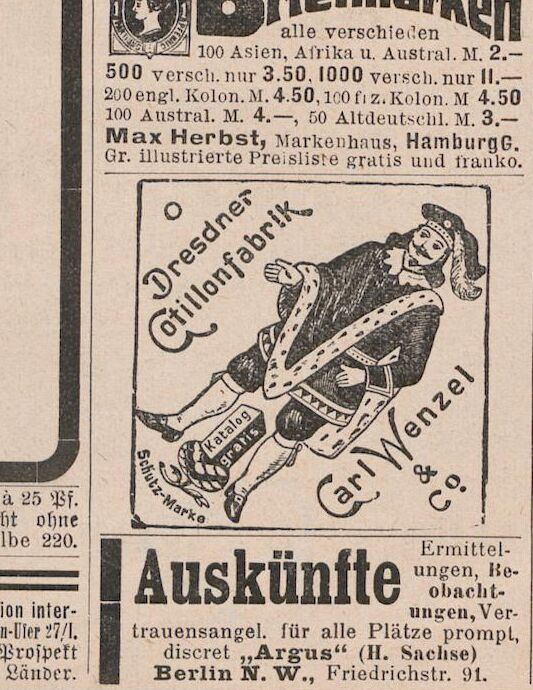 Briefmarken
alle verschieden
100 Asien, Afrika u. Austral. M. 2.—
500 versch. nur 3.50, 1000 versch. nur 11.—
200 engl. Kolon. M. 4.50, 100 frz. Kolon. M 4.50
100 Austral. M. 4.—, 50 Altdeutschl. M. 3.—
Max Herbst, Markenhaus, Hamburg G.
Gr. illustrierte Preisliste gratis und franko.
Dresdner
Cotillonfabrik
Katalog
gratis
Schutz-Marke
Carl Wenzel
& Co.
à 25 Pf.
ht ohne
lbe 220.
ion inter-
n-Ufer 27/I.
Prospekt
Länder.
Auskünfte
Ermittel-
ungen, Be-
obacht-
ungen, Ver-
trauensangel. für alle Plätze prompt,
discret „Argus“ (H. Sachse)
Berlin N. W., Friedrichstr. 91.